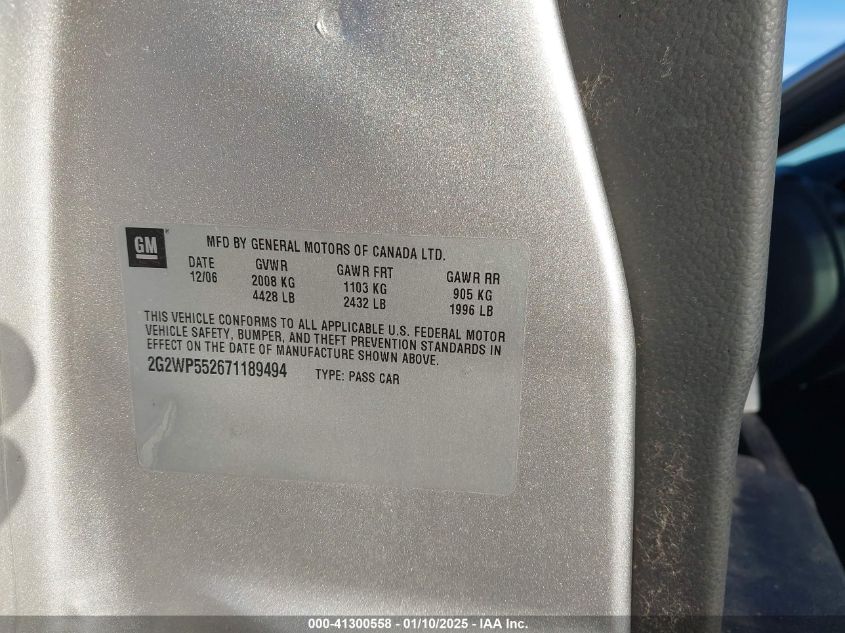 GM
MFD BY GENERAL MOTORS OF CANADA LTD.
DATE GVWR GAWR FRT GAWR RR
12/06 2008 KG 1103 KG 905 KG
4428 LB 2432 LB 1996 LB
THIS VEHICLE CONFORMS TO ALL APPLICABLE U.S. FEDERAL MOTOR
VEHICLE SAFETY, BUMPER, AND THEFT PREVENTION STANDARDS IN
EFFECT ON THE DATE OF MANUFACTURE SHOWN ABOVE.
2G2WP552671189494 TYPE: PASS CAR
000-41300558 - 01/10/2025 - IAA Inc.